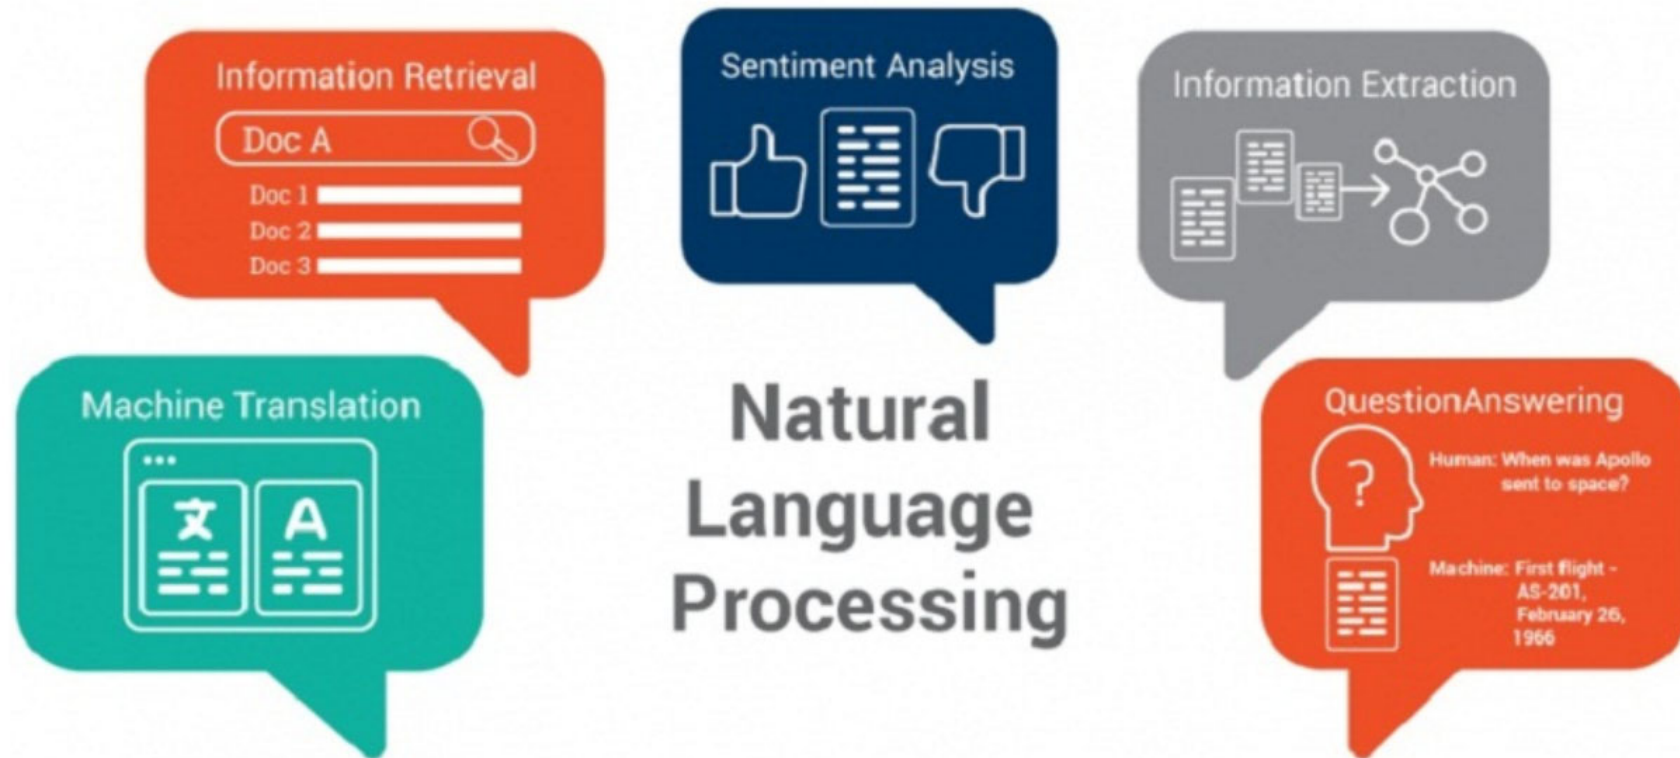 Information Retrieval
Doc A
Doc 1
Doc 2
Doc 3
Sentiment Analysis
Information Extraction
Machine Translation
文 A
Natural
Language
Processing
QuestionAnswering
?
Human: When was Apollo
sent to space?
Machine: First flight -
AS-201,
February 26,
1966